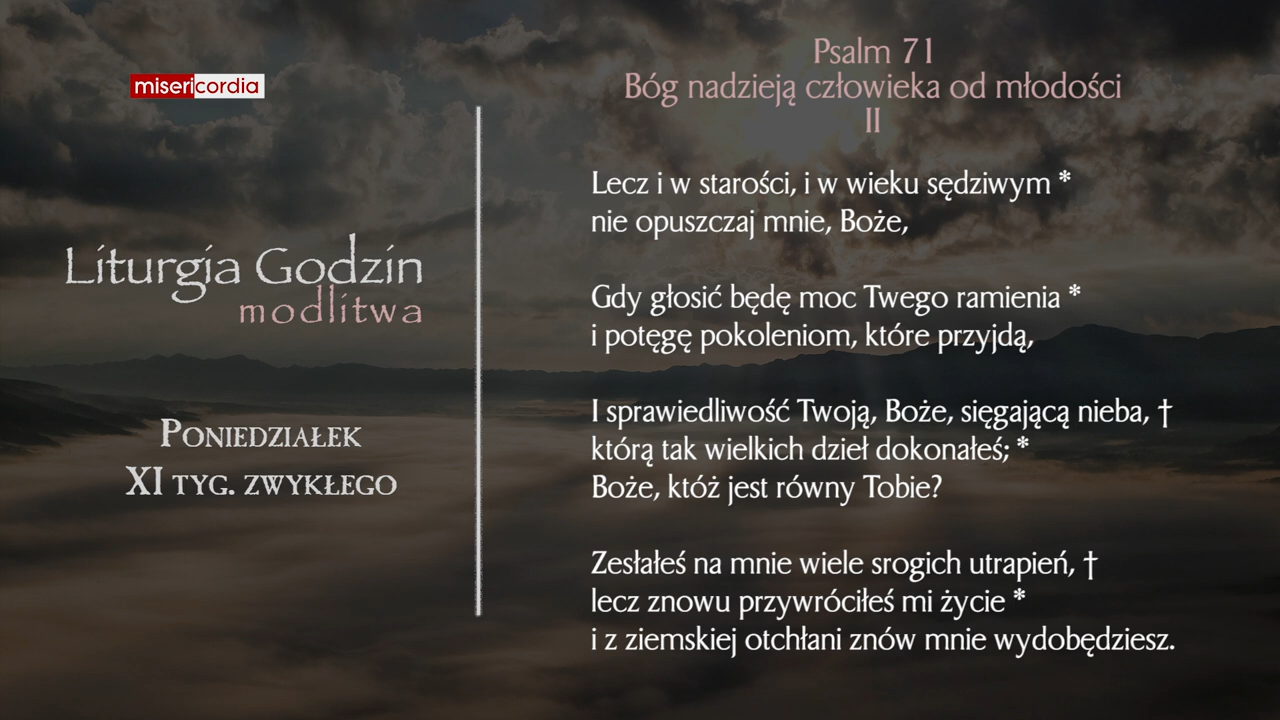 misericordia
Liturgia Godzin
modlitwa
Poniedziałek
XI tyg. zwykłego
Psalm 71
Bóg nadzieją człowieka od młodości
II
Lecz i w starości, i w wieku sędziwym *
nie opuszczaj mnie, Boże,
Gdy głosić będę moc Twego ramienia *
i potęgę pokoleniom, które przyjdą,
I sprawiedliwość Twoją, Boże, sięgającą nieba, †
którą tak wielkich dzieł dokonałeś; *
Boże, któż jest równy Tobie?
Zesłałeś na mnie wiele srogich utrapień, †
lecz znowu przywróciłeś mi życie *
i z ziemskiej otchłani znów mnie wydobędziesz.